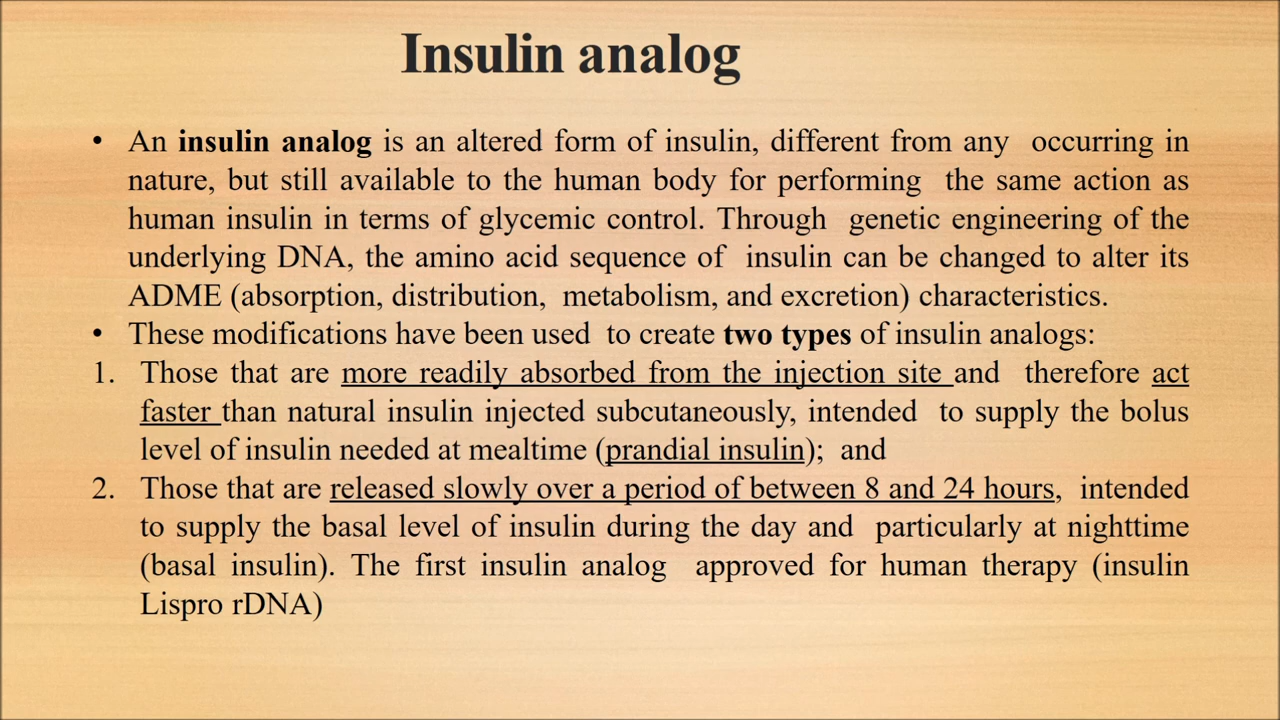 Insulin analog
• An insulin analog is an altered form of insulin, different from any occurring in
nature, but still available to the human body for performing the same action as
human insulin in terms of glycemic control. Through genetic engineering of the
underlying DNA, the amino acid sequence of insulin can be changed to alter its
ADME (absorption, distribution, metabolism, and excretion) characteristics.
• These modifications have been used to create two types of insulin analogs:
1. Those that are more readily absorbed from the injection site and therefore act
faster than natural insulin injected subcutaneously, intended to supply the bolus
level of insulin needed at mealtime (prandial insulin); and
2. Those that are released slowly over a period of between 8 and 24 hours, intended
to supply the basal level of insulin during the day and particularly at nighttime
(basal insulin). The first insulin analog approved for human therapy (insulin
Lispro rDNA)